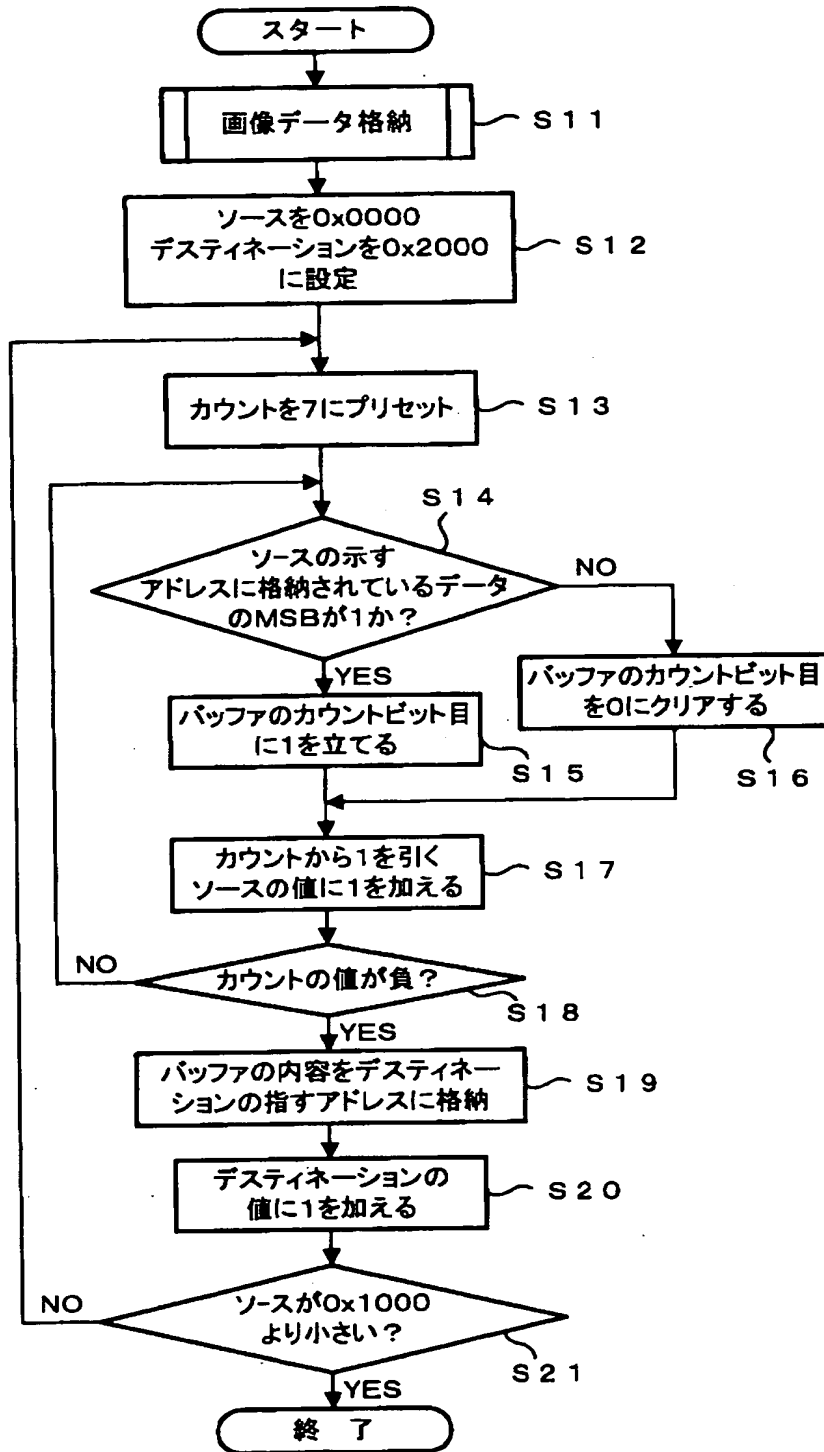 スタート
画像データ格納
S11
ソースを0x0000
デスティネーションを0x2000
に設定
S12
カウントを7にプリセット
S13
S14
ソースの示す
アドレスに格納されているデータ
のMSBが1か?
NO
YES
バッファのカウントビット目
に1を立てる
S15
バッファのカウントビット目
を0にクリアする
S16
カウントから1を引く
ソースの値に1を加える
S17
NO
カウントの値が負?
S18
YES
バッファの内容をデスティネー
ションの指すアドレスに格納
S19
デスティネーションの
値に1を加える
S20
NO
ソースが0x1000
より小さい?
S21
YES
終 了